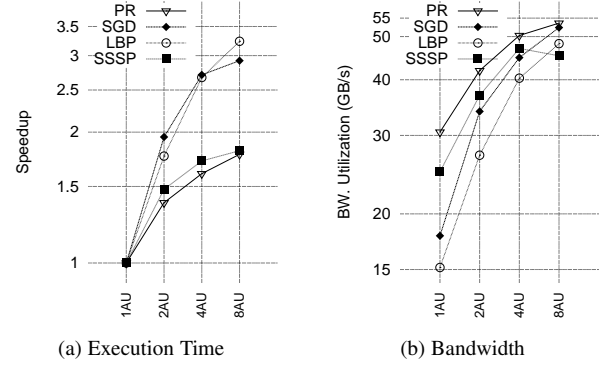 PR
SGD
LBP
SSSP
3.5
3
2.5
2
1.5
1
Speedup
1AU
2AU
4AU
8AU
(a) Execution Time
PR
SGD
LBP
SSSP
55
50
40
30
20
15
BW. Utilization (GB/s)
1AU
2AU
4AU
8AU
(b) Bandwidth